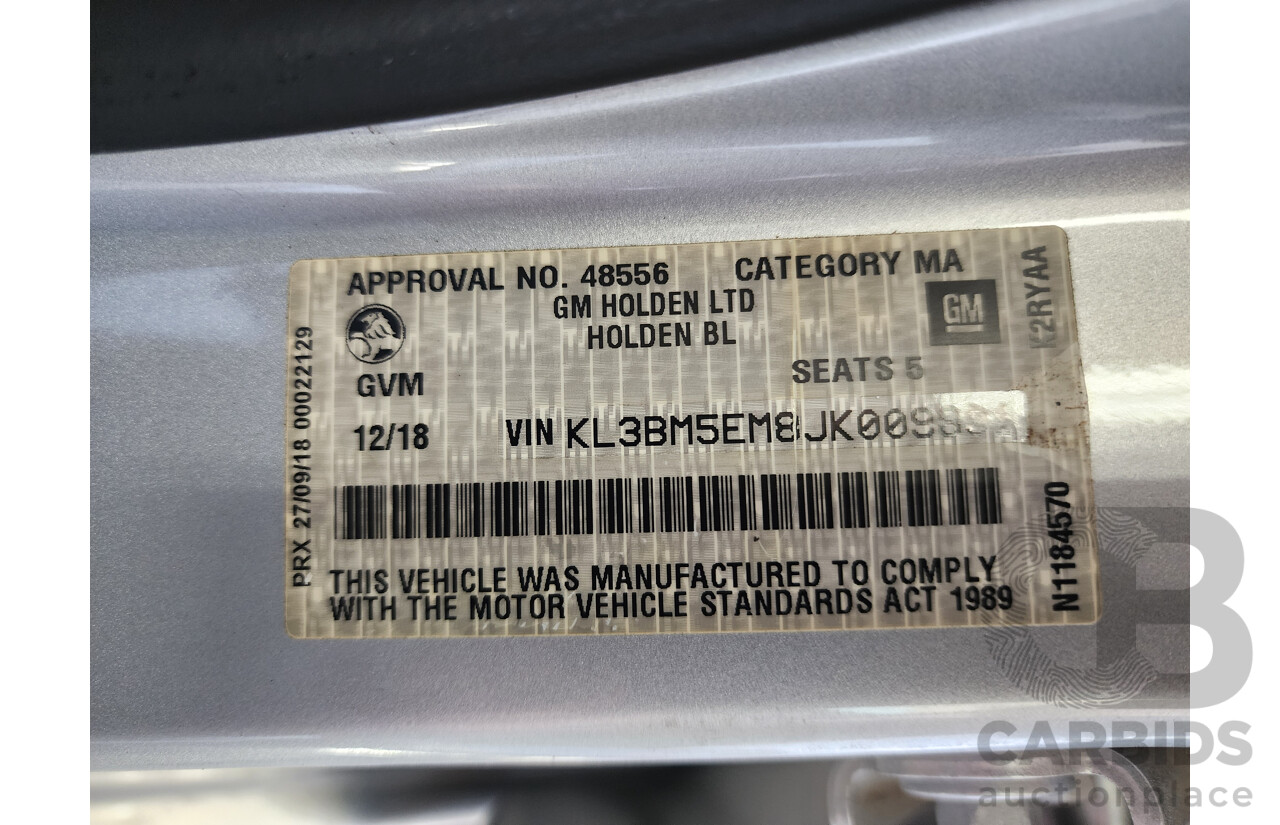 APPROVAL NO. 48556 CATEGORY MA
GM HOLDEN LTD
HOLDEN BL
GM
K2RYAA
SEATS 5
GVM
12/18
VIN
PRX 27/09/18 00022129
N1184570
THIS VEHICLE WAS MANUFACTURED TO COMPLY
WITH THE MOTOR VEHICLE STANDARDS ACT 1989
CB
CARBIDS
auctionplace